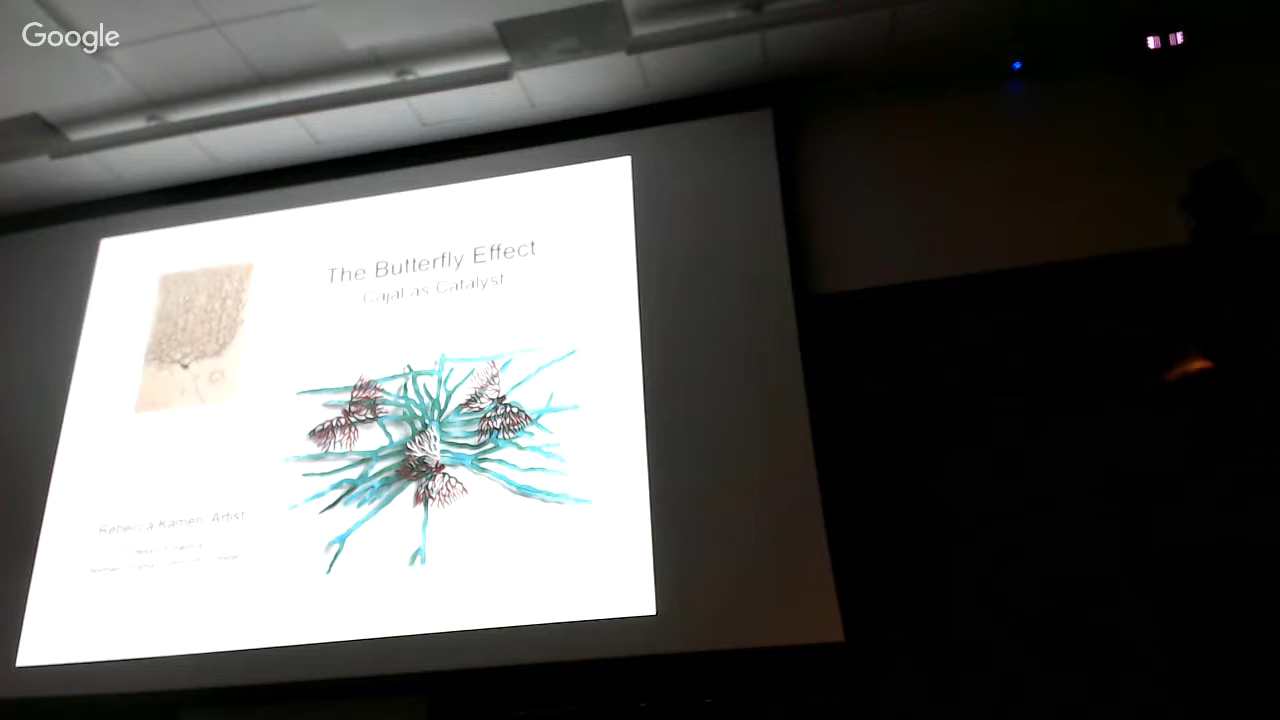 Google
The Butterfly Effect
Cajal as Catalyst
Rebecca Kamen, Artist